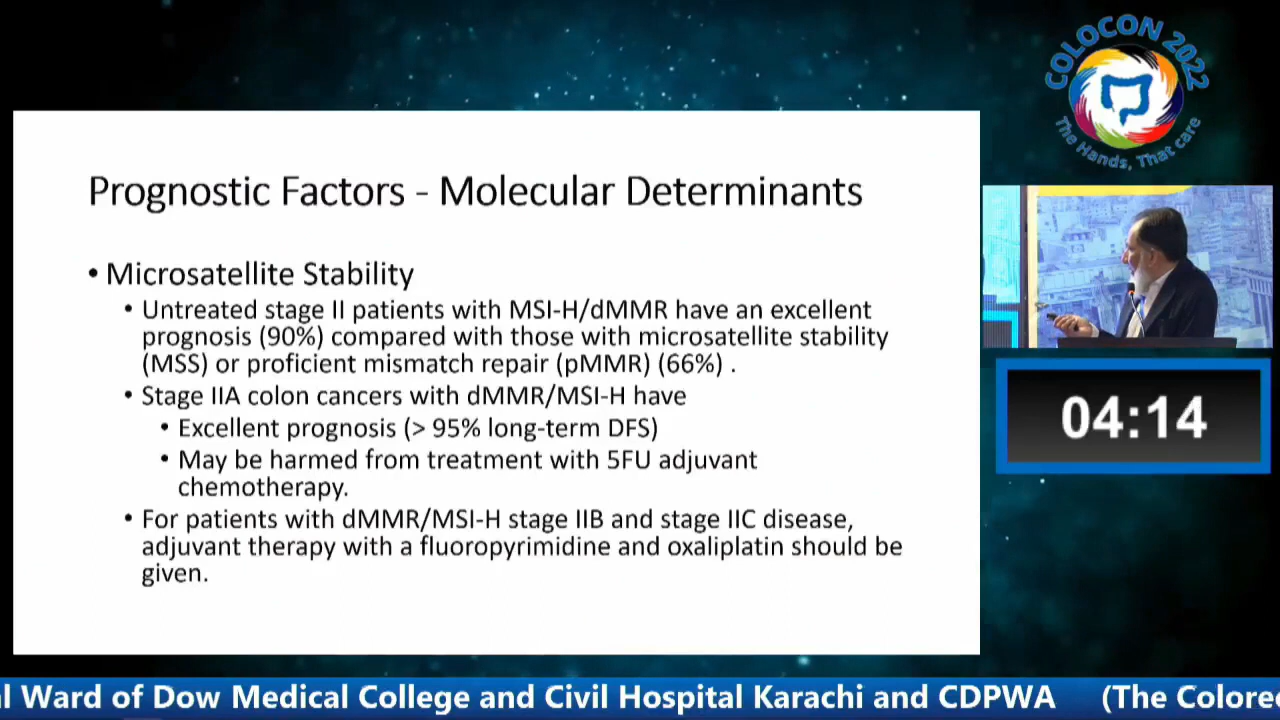 COLOCON 2022
The Hands, That care
Prognostic Factors - Molecular Determinants
• Microsatellite Stability
• Untreated stage II patients with MSI-H/dMMR have an excellent
prognosis (90%) compared with those with microsatellite stability
(MSS) or proficient mismatch repair (pMMR) (66%) .
• Stage IIA colon cancers with dMMR/MSI-H have
• Excellent prognosis (> 95% long-term DFS)
• May be harmed from treatment with 5FU adjuvant
chemotherapy.
• For patients with dMMR/MSI-H stage IIB and stage IIC disease,
adjuvant therapy with a fluoropyrimidine and oxaliplatin should be
given.
04:14
Ward of Dow Medical College and Civil Hospital Karachi and CDPWA (The